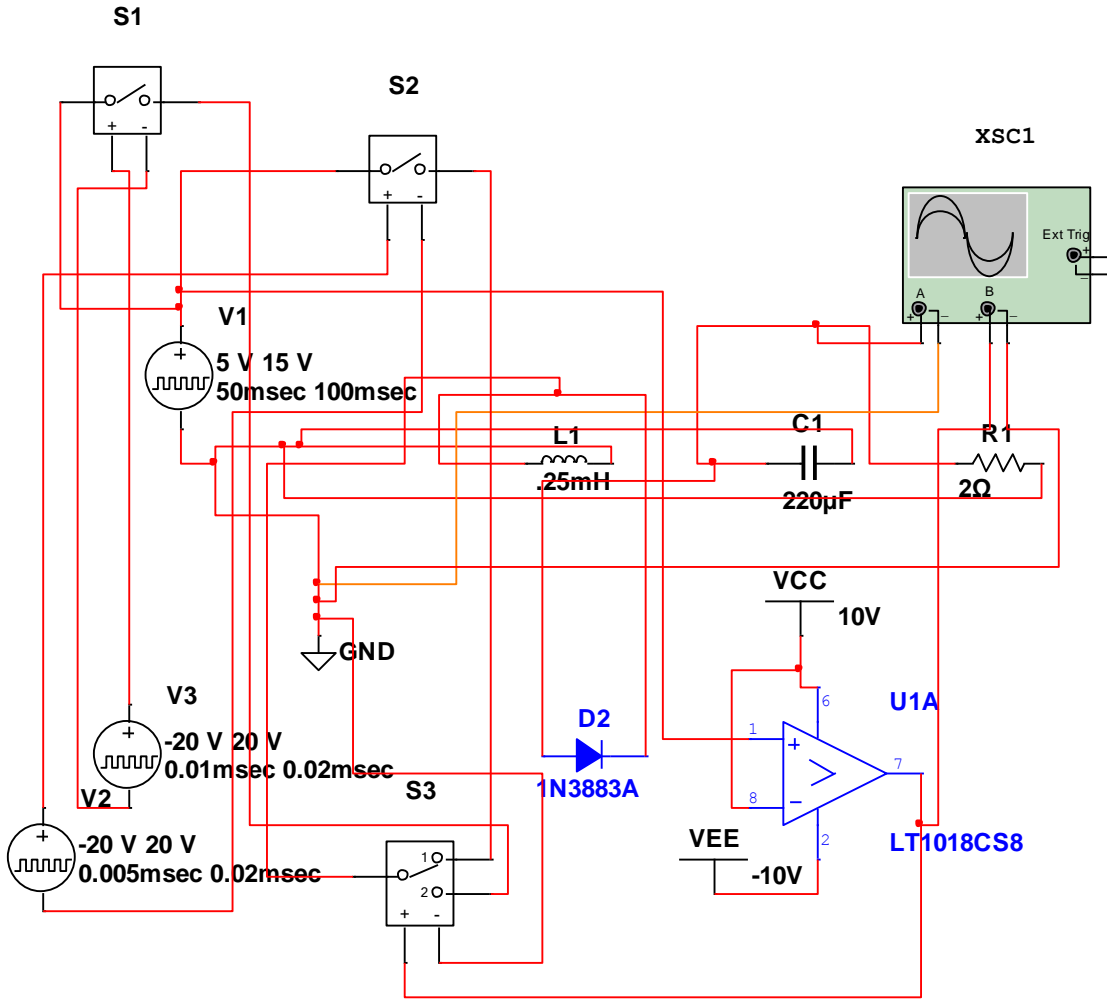 S1
+ -
S2
+ -
XSC1
Ext Trig
+
_
A
B
+ _
+ _
V1
+
5 V 15 V
50msec 100msec
L1
.25mH
C1
220µF
R1
2Ω
VCC
10V
GND
V3
+
-20 V 20 V
0.01msec 0.02msec
D2
1N3883A
U1A
6
1
+
7
8
-
2
LT1018CS8
VEE
-10V
V2
+
-20 V 20 V
0.005msec 0.02msec
S3
1
2
+ -